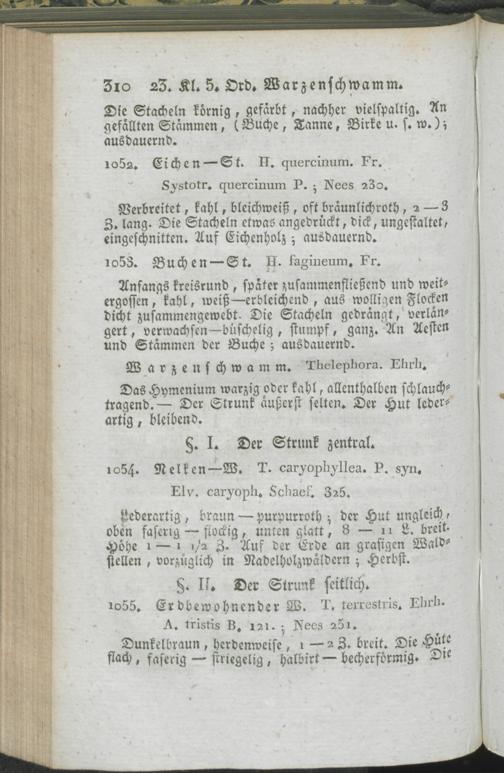 310 23. Kl. 5. Ord. Warzenschwamm.
Die Stacheln körnig, gefärbt, nachher vielspaltig. An
gefällten Stämmen, (Buche, Tanne, Birke u. s. w.);
ausdauernd.
1052. Eichen—St. H. quercinum. Fr.
Systotr. quercinum P.; Nees 230.
Verbreitet, kahl, bleichweiß, oft bräunlichroth, 2 — 3
Z. lang. Die Stacheln etwas angedrückt, dick, ungestaltet,
eingeschnitten. Auf Eichenholz; ausdauernd.
1053. Buchen—St. H. fagineum. Fr.
Anfangs kreisrund, später zusammenfließend und weit-
ergossen, kahl, weiß—erbleichend, aus wolligen Flocken
dicht zusammengewebt. Die Stacheln gedrängt, verlän-
gert, verwachsen—büschelig, stumpf, ganz. An Aesten
und Stämmen der Buche; ausdauernd.
Warzenschwamm. Thelephora. Ehrh.
Das Hymenium warzig oder kahl, allenthalben schlauch-
tragend. — Der Strunk äußerst selten. Der Hut leder-
artig, bleibend.
§. I. Der Strunk zentral.
1054. Nelken—W. T. caryophyllea. P. syn.
Elv. caryoph. Schaef. 325.
Lederartig, braun — purpurroth; der Hut ungleich,
oben faserig — flockig, unten glatt, 8 — 11 L. breit.
Höhe 1 — 1 1/2 Z. Auf der Erde an grasigen Wald-
stellen, vorzüglich in Nadelholzwäldern; Herbst.
§. II. Der Strunk seitlich.
1055. Erdbewohnender W. T. terrestris. Ehrh.
A. tristis B. 121.; Nees 251.
Dunkelbraun, herdenweise, 1 — 2 Z. breit. Die Hüte
flach, faserig — striegelig, halbirt — becherförmig. Die